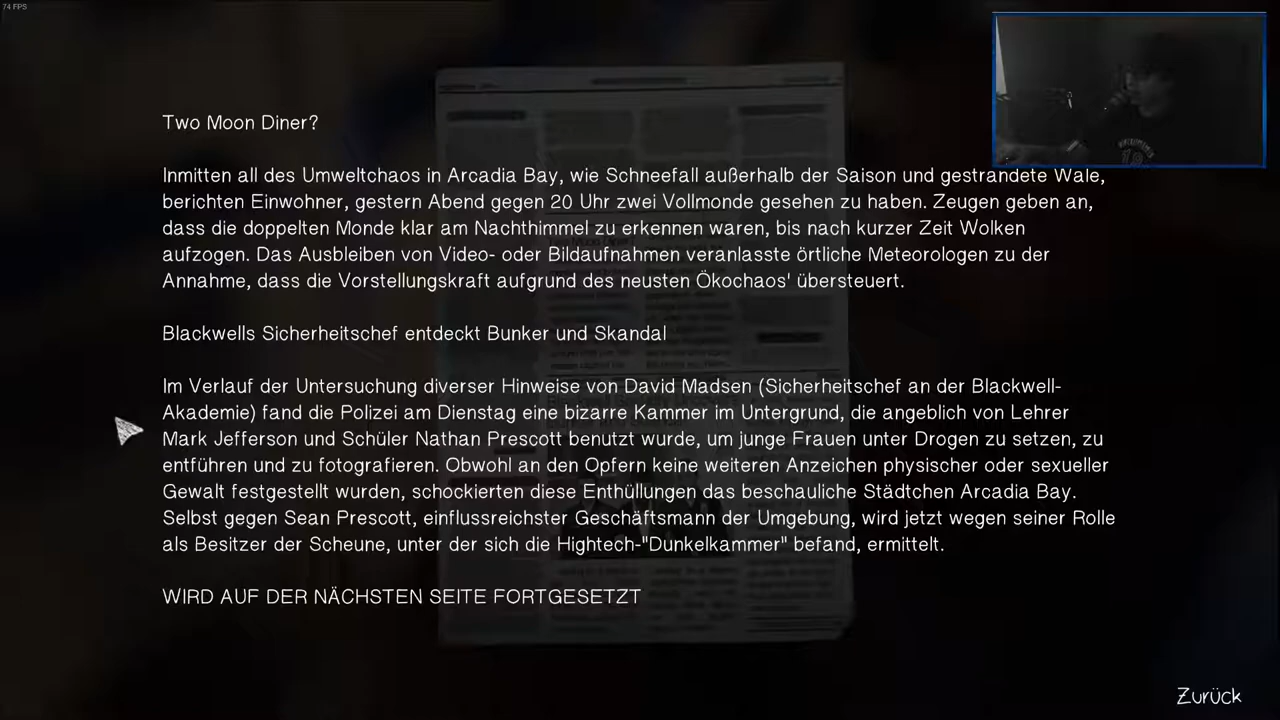 74 FPS
Two Moon Diner?
Inmitten all des Umweltchaos in Arcadia Bay, wie Schneefall außerhalb der Saison und gestrandete Wale,
berichten Einwohner, gestern Abend gegen 20 Uhr zwei Vollmonde gesehen zu haben. Zeugen geben an,
dass die doppelten Monde klar am Nachthimmel zu erkennen waren, bis nach kurzer Zeit Wolken
aufzogen. Das Ausbleiben von Video- oder Bildaufnahmen veranlasste örtliche Meteorologen zu der
Annahme, dass die Vorstellungskraft aufgrund des neusten Ökochaos' übersteuert.
Blackwells Sicherheitschef entdeckt Bunker und Skandal
Im Verlauf der Untersuchung diverser Hinweise von David Madsen (Sicherheitschef an der Blackwell-
Akademie) fand die Polizei am Dienstag eine bizarre Kammer im Untergrund, die angeblich von Lehrer
Mark Jefferson und Schüler Nathan Prescott benutzt wurde, um junge Frauen unter Drogen zu setzen, zu
entführen und zu fotografieren. Obwohl an den Opfern keine weiteren Anzeichen physischer oder sexueller
Gewalt festgestellt wurden, schockierten diese Enthüllungen das beschauliche Städtchen Arcadia Bay.
Selbst gegen Sean Prescott, einflussreichster Geschäftsmann der Umgebung, wird jetzt wegen seiner Rolle
als Besitzer der Scheune, unter der sich die Hightech-"Dunkelkammer" befand, ermittelt.
WIRD AUF DER NÄCHSTEN SEITE FORTGESETZT
Zurück